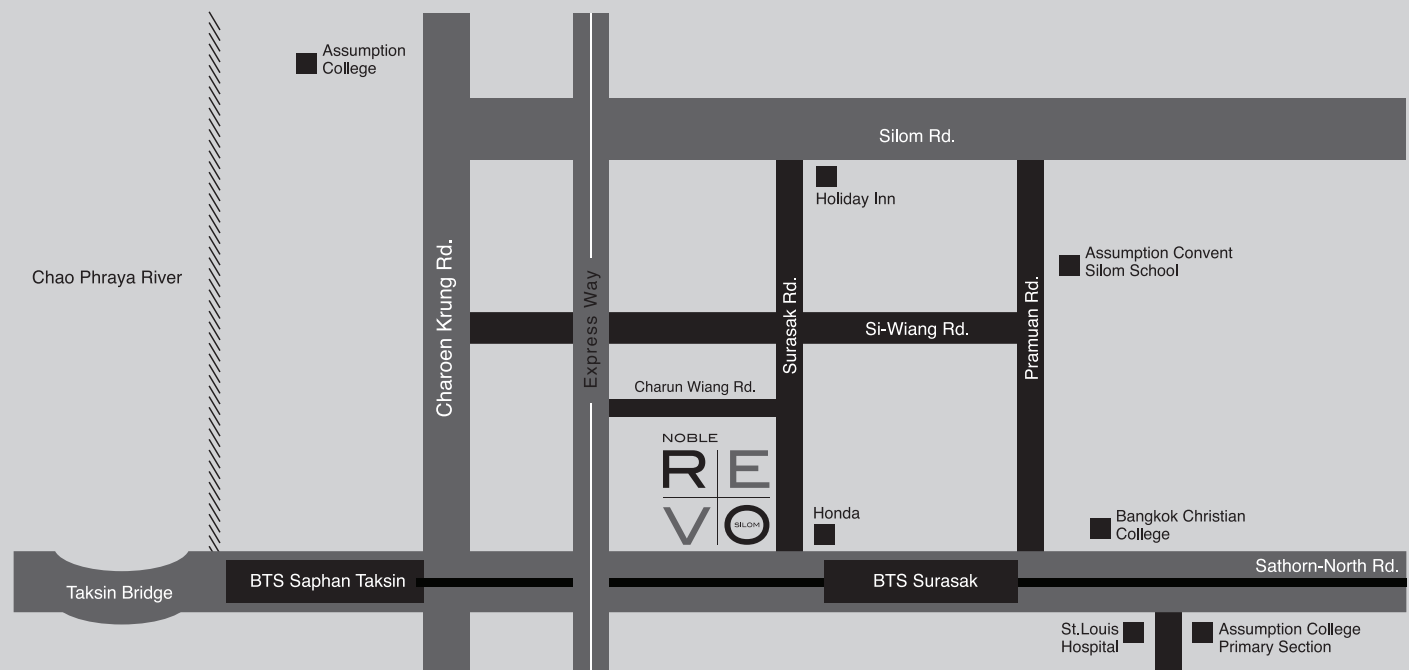 Assumption
College
Silom Rd.
Holiday Inn
Assumption Convent
Silom School
Chao Phraya River
Charoen Krung Rd.
Express Way
Surasak Rd.
Pramuan Rd.
Si-Wiang Rd.
Charun Wiang Rd.
NOBLE
RE
VO
SILOM
Honda
Bangkok Christian
College
Sathorn-North Rd.
BTS Saphan Taksin
BTS Surasak
Taksin Bridge
St.Louis
Hospital
Assumption College
Primary Section